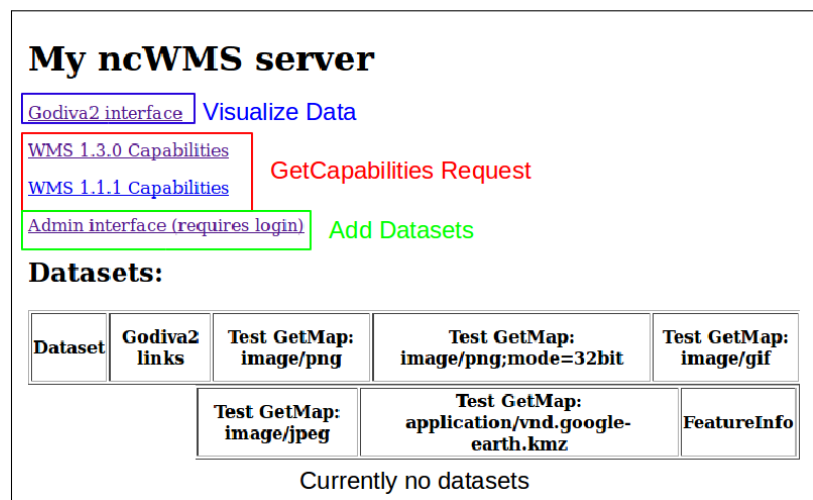 My ncWMS server
Godiva2 interface Visualize Data
WMS 1.3.0 Capabilities
GetCapabilities Request
WMS 1.1.1 Capabilities
Admin interface (requires login) Add Datasets
Datasets:
Dataset
Godiva2
links
Test GetMap:
image/png
Test GetMap:
image/png;mode=32bit
Test GetMap:
image/gif
Test GetMap:
image/jpeg
Test GetMap:
application/vnd.google-
earth.kmz
FeatureInfo
Currently no datasets